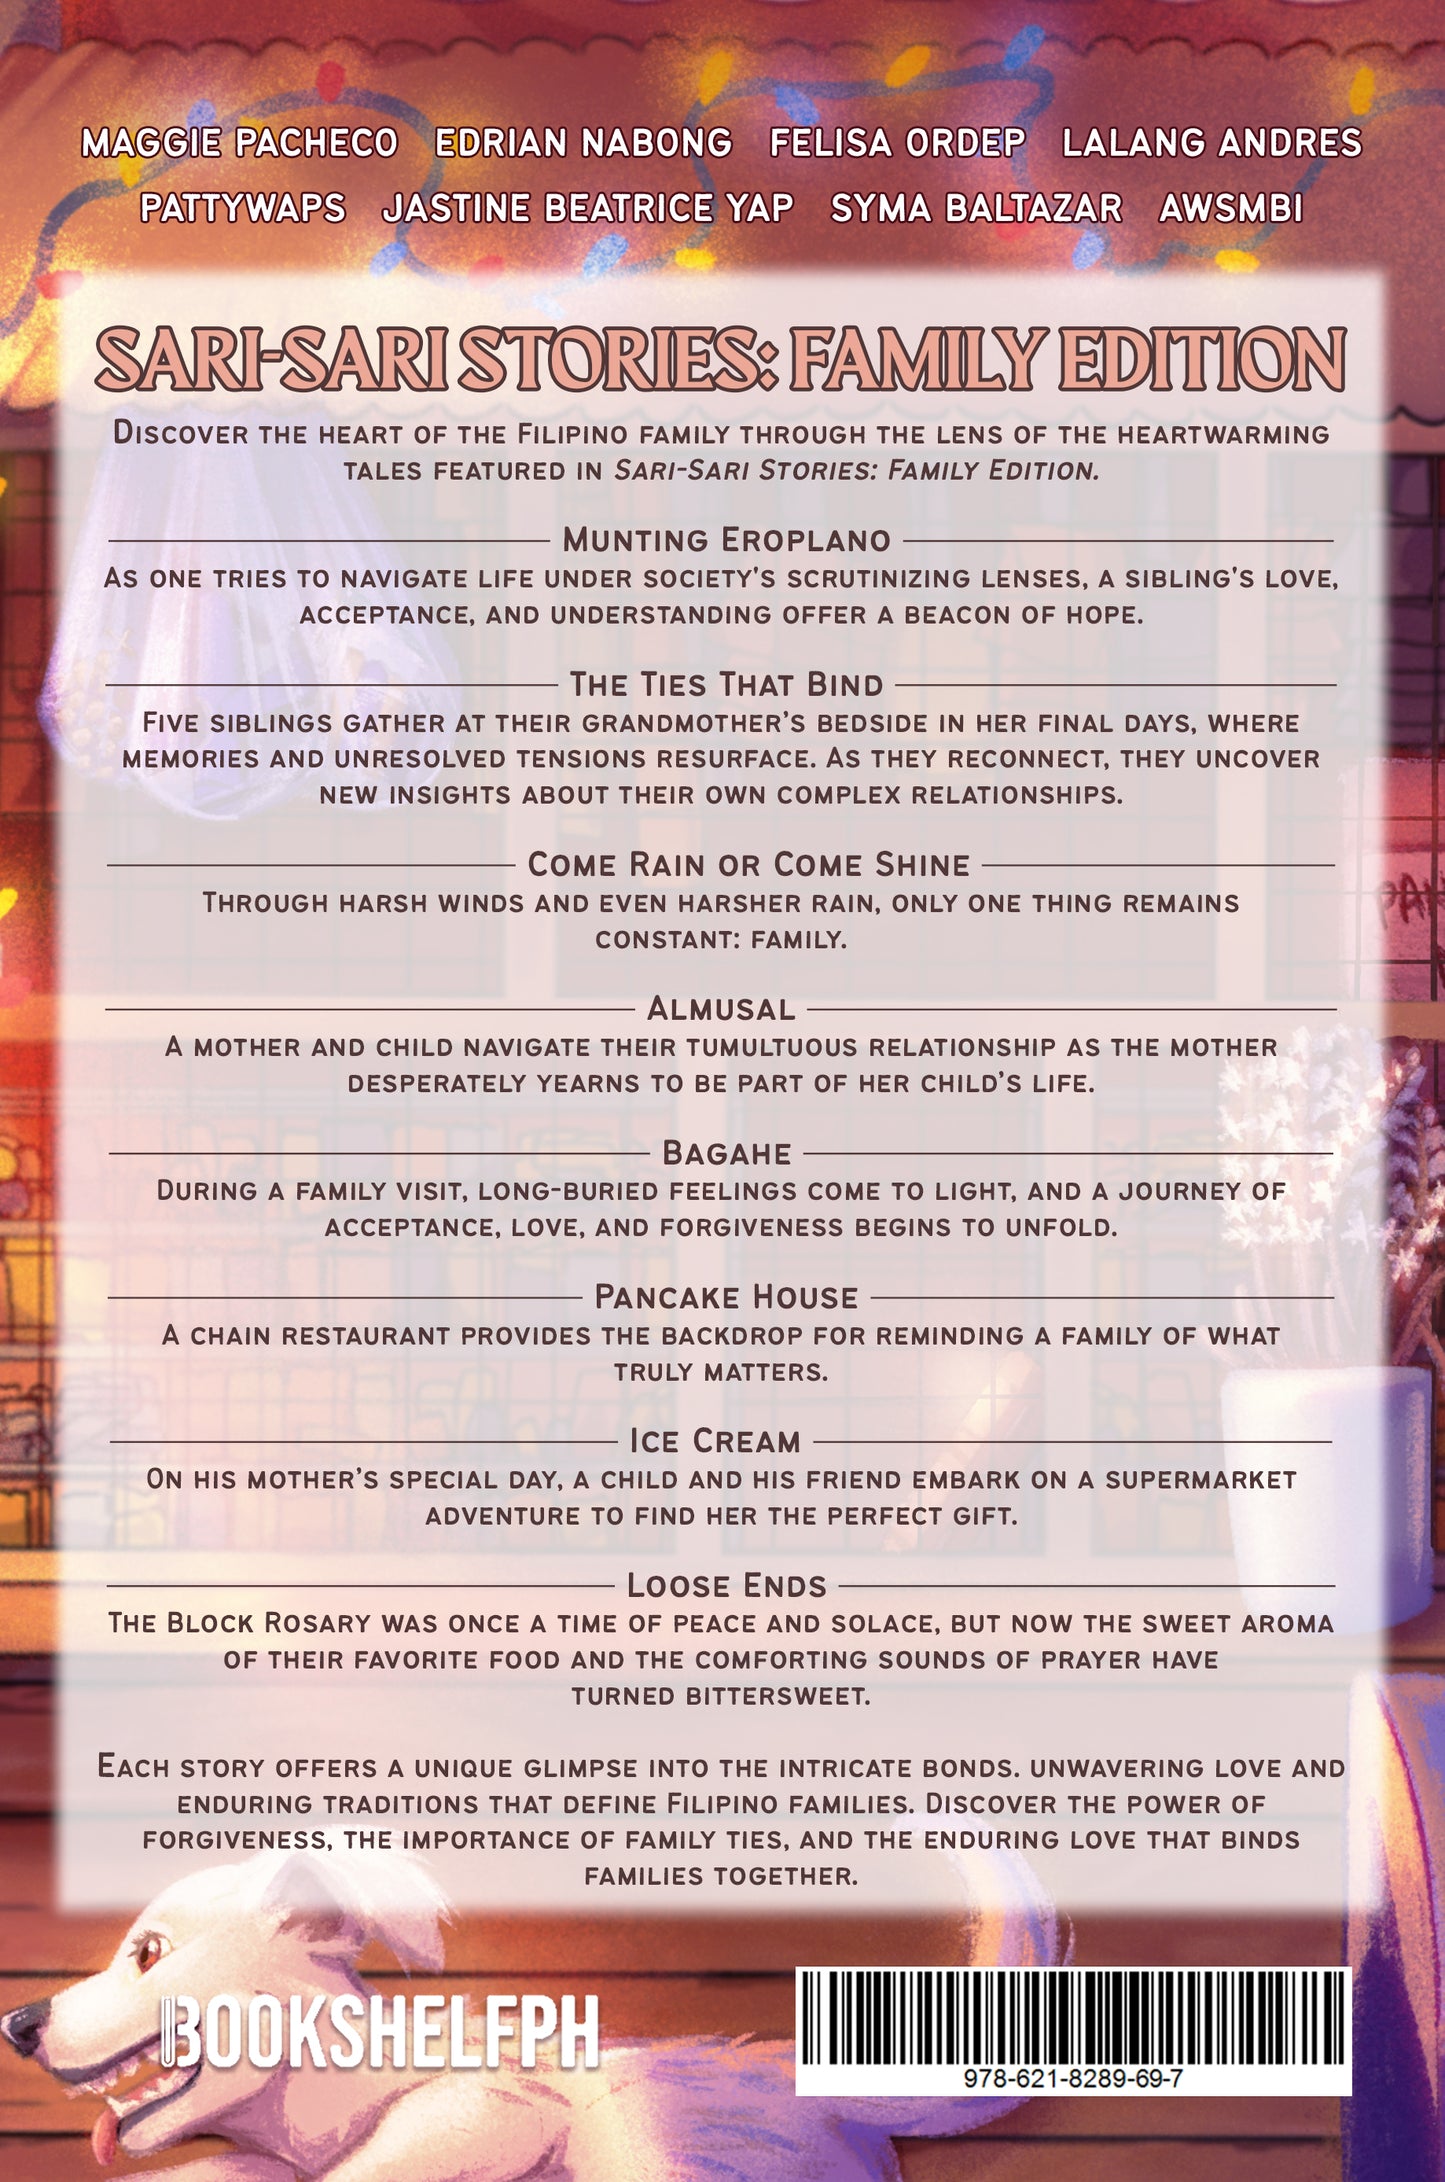 MAGGIE PACHECO EDRIAN NABONG FELISA ORDEP LALANG ANDRES
PATTYWAPS JASTINE BEATRICE YAP SYMA BALTAZAR AWSMBI
SARI-SARI STORIES: FAMILY EDITION
DISCOVER THE HEART OF THE FILIPINO FAMILY THROUGH THE LENS OF THE HEARTWARMING
TALES FEATURED IN SARI-SARI STORIES: FAMILY EDITION.
MUNTING EROPLANO
AS ONE TRIES TO NAVIGATE LIFE UNDER SOCIETY'S SCRUTINIZING LENSES, A SIBLING'S LOVE,
ACCEPTANCE, AND UNDERSTANDING OFFER A BEACON OF HOPE.
THE TIES THAT BIND
FIVE SIBLINGS GATHER AT THEIR GRANDMOTHER’S BEDSIDE IN HER FINAL DAYS, WHERE
MEMORIES AND UNRESOLVED TENSIONS RESURFACE. AS THEY RECONNECT, THEY UNCOVER
NEW INSIGHTS ABOUT THEIR OWN COMPLEX RELATIONSHIPS.
COME RAIN OR COME SHINE
THROUGH HARSH WINDS AND EVEN HARSHER RAIN, ONLY ONE THING REMAINS
CONSTANT: FAMILY.
ALMUSAL
A MOTHER AND CHILD NAVIGATE THEIR TUMULTUOUS RELATIONSHIP AS THE MOTHER
DESPERATELY YEARNS TO BE PART OF HER CHILD’S LIFE.
BAGAHE
DURING A FAMILY VISIT, LONG-BURIED FEELINGS COME TO LIGHT, AND A JOURNEY OF
ACCEPTANCE, LOVE, AND FORGIVENESS BEGINS TO UNFOLD.
PANCAKE HOUSE
A CHAIN RESTAURANT PROVIDES THE BACKDROP FOR REMINDING A FAMILY OF WHAT
TRULY MATTERS.
ICE CREAM
ON HIS MOTHER’S SPECIAL DAY, A CHILD AND HIS FRIEND EMBARK ON A SUPERMARKET
ADVENTURE TO FIND HER THE PERFECT GIFT.
LOOSE ENDS
THE BLOCK ROSARY WAS ONCE A TIME OF PEACE AND SOLACE, BUT NOW THE SWEET AROMA
OF THEIR FAVORITE FOOD AND THE COMFORTING SOUNDS OF PRAYER HAVE
TURNED BITTERSWEET.
EACH STORY OFFERS A UNIQUE GLIMPSE INTO THE INTRICATE BONDS. UNWAVERING LOVE AND
ENDURING TRADITIONS THAT DEFINE FILIPINO FAMILIES. DISCOVER THE POWER OF
FORGIVENESS, THE IMPORTANCE OF FAMILY TIES, AND THE ENDURING LOVE THAT BINDS
FAMILIES TOGETHER.
BOOKSHELFPH
978-621-8289-69-7